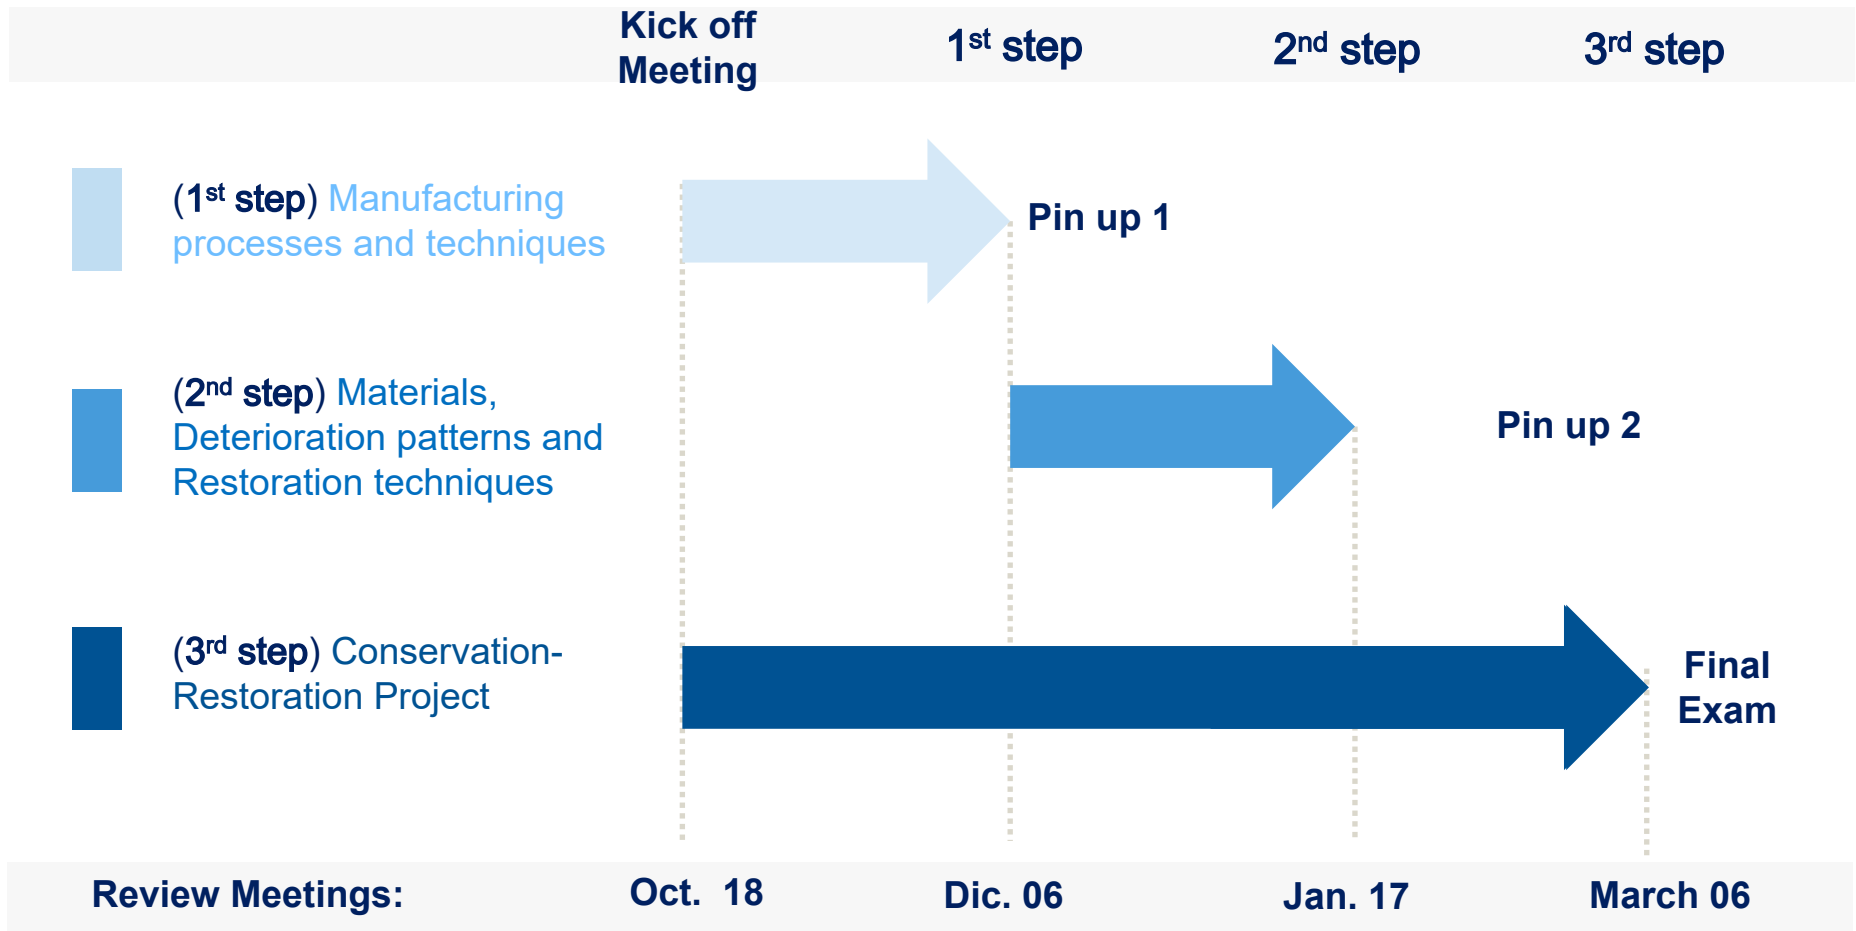 Kick off
Meeting
1st step
2nd step
3rd step
(1st step) Manufacturing
processes and techniques
Pin up 1
(2nd step) Materials,
Deterioration patterns and
Restoration techniques
Pin up 2
(3rd step) Conservation-
Restoration Project
Final
Exam
Review Meetings:
Oct. 18
Dic. 06
Jan. 17
March 06